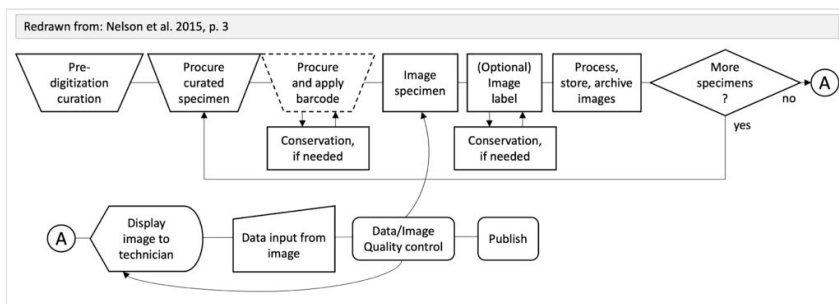 Redrawn from: Nelson et al. 2015, p. 3
Pre-
digitization
curation
Procure
curated
specimen
Procure
and apply
barcode
Image
specimen
(Optional)
Image
label
Process,
store, archive
images
More
specimens
?
no
A
yes
Conservation,
if needed
Conservation,
if needed
A
Display
image to
technician
Data input from
image
Data/Image
Quality control
Publish